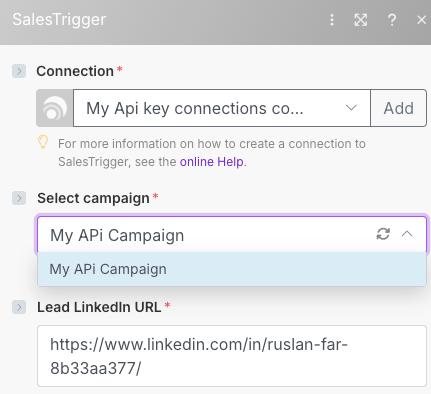 SalesTrigger
Connection*
My Api key connections co...
Add
For more information on how to create a connection to
SalesTrigger, see the online Help.
Select campaign*
My APi Campaign
My APi Campaign
Lead LinkedIn URL*
https://www.linkedin.com/in/ruslan-far-
8b33aa377/